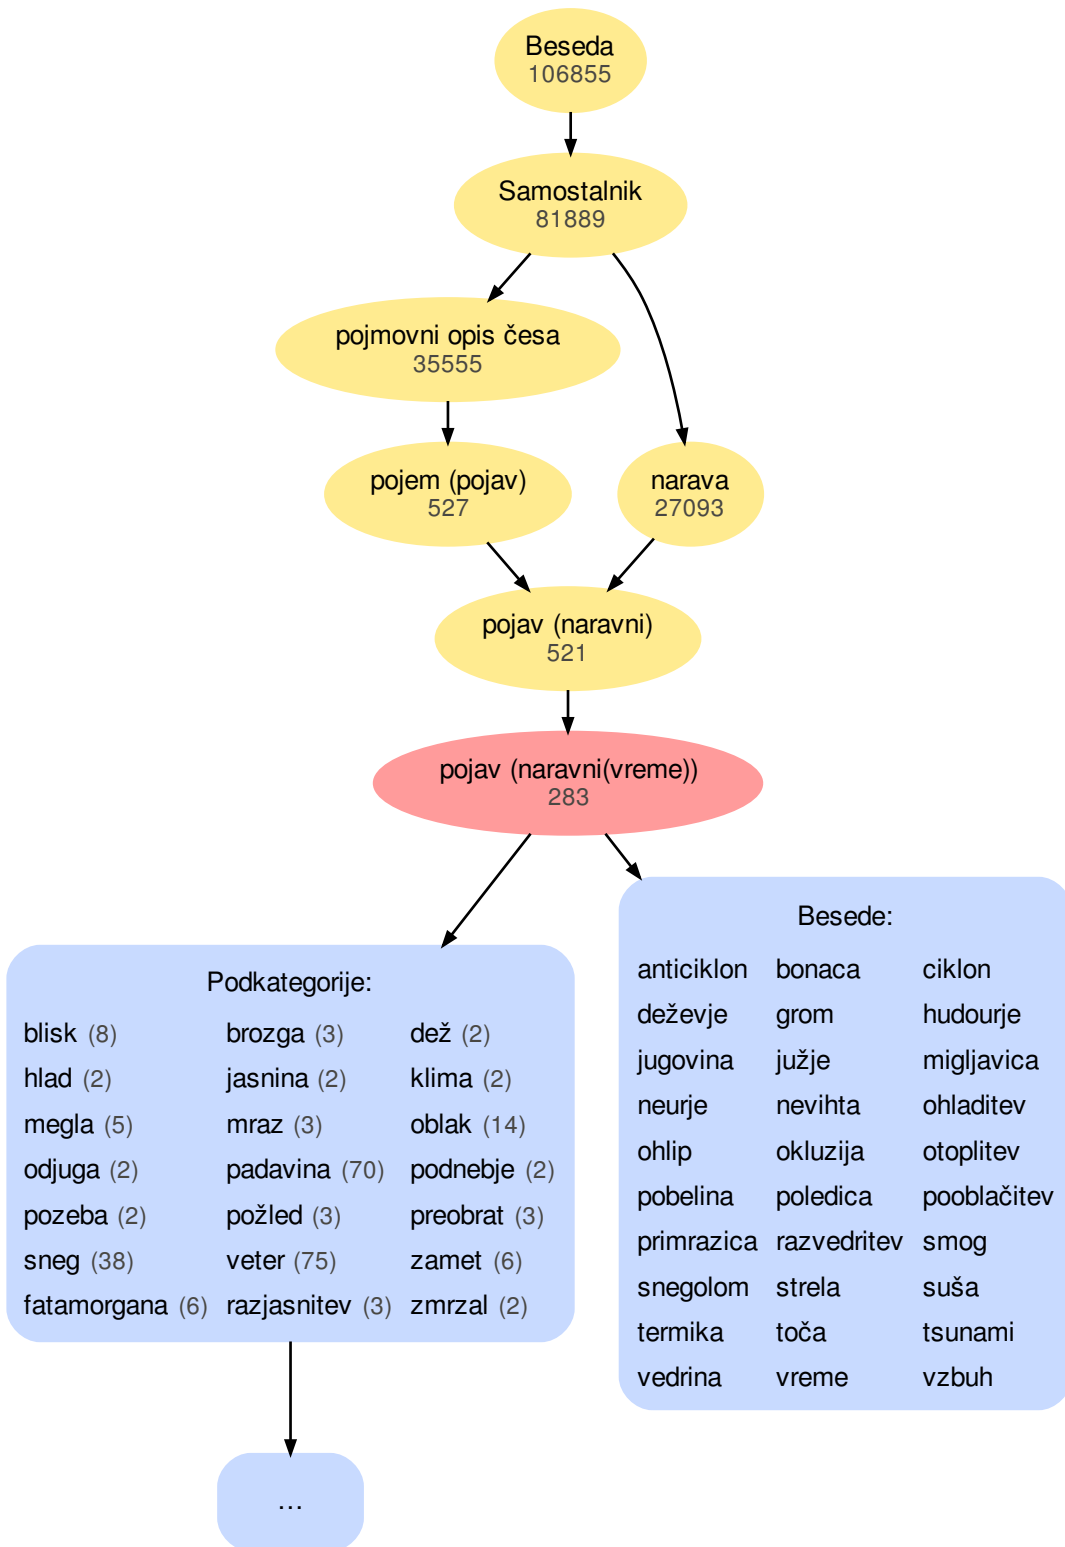 Beseda
106855
Samostalnik
81889
pojmovni opis česa
35555
pojem (pojav)
527
narava
27093
pojav (naravni)
521
pojav (naravni(vreme))
283
Podkategorije:
blisk (8) brozga (3) dež (2)
hlad (2) jasnina (2) klima (2)
megla (5) mraz (3) oblak (14)
odjuga (2) padavina (70) podnebje (2)
pozeba (2) požled (3) preobrat (3)
sneg (38) veter (75) zamet (6)
fatamorgana (6) razjasnitev (3) zmrzal (2)
Besede:
anticiklon bonaca ciklon
deževje grom hudourje
jugovina južje migljavica
neurje nevihta ohladitev
ohlip okluzija otoplitev
pobelina poledica pooblačitev
primrazica razvedritev smog
snegolom strela suša
termika toča tsunami
vedrina vreme vzbuh
...